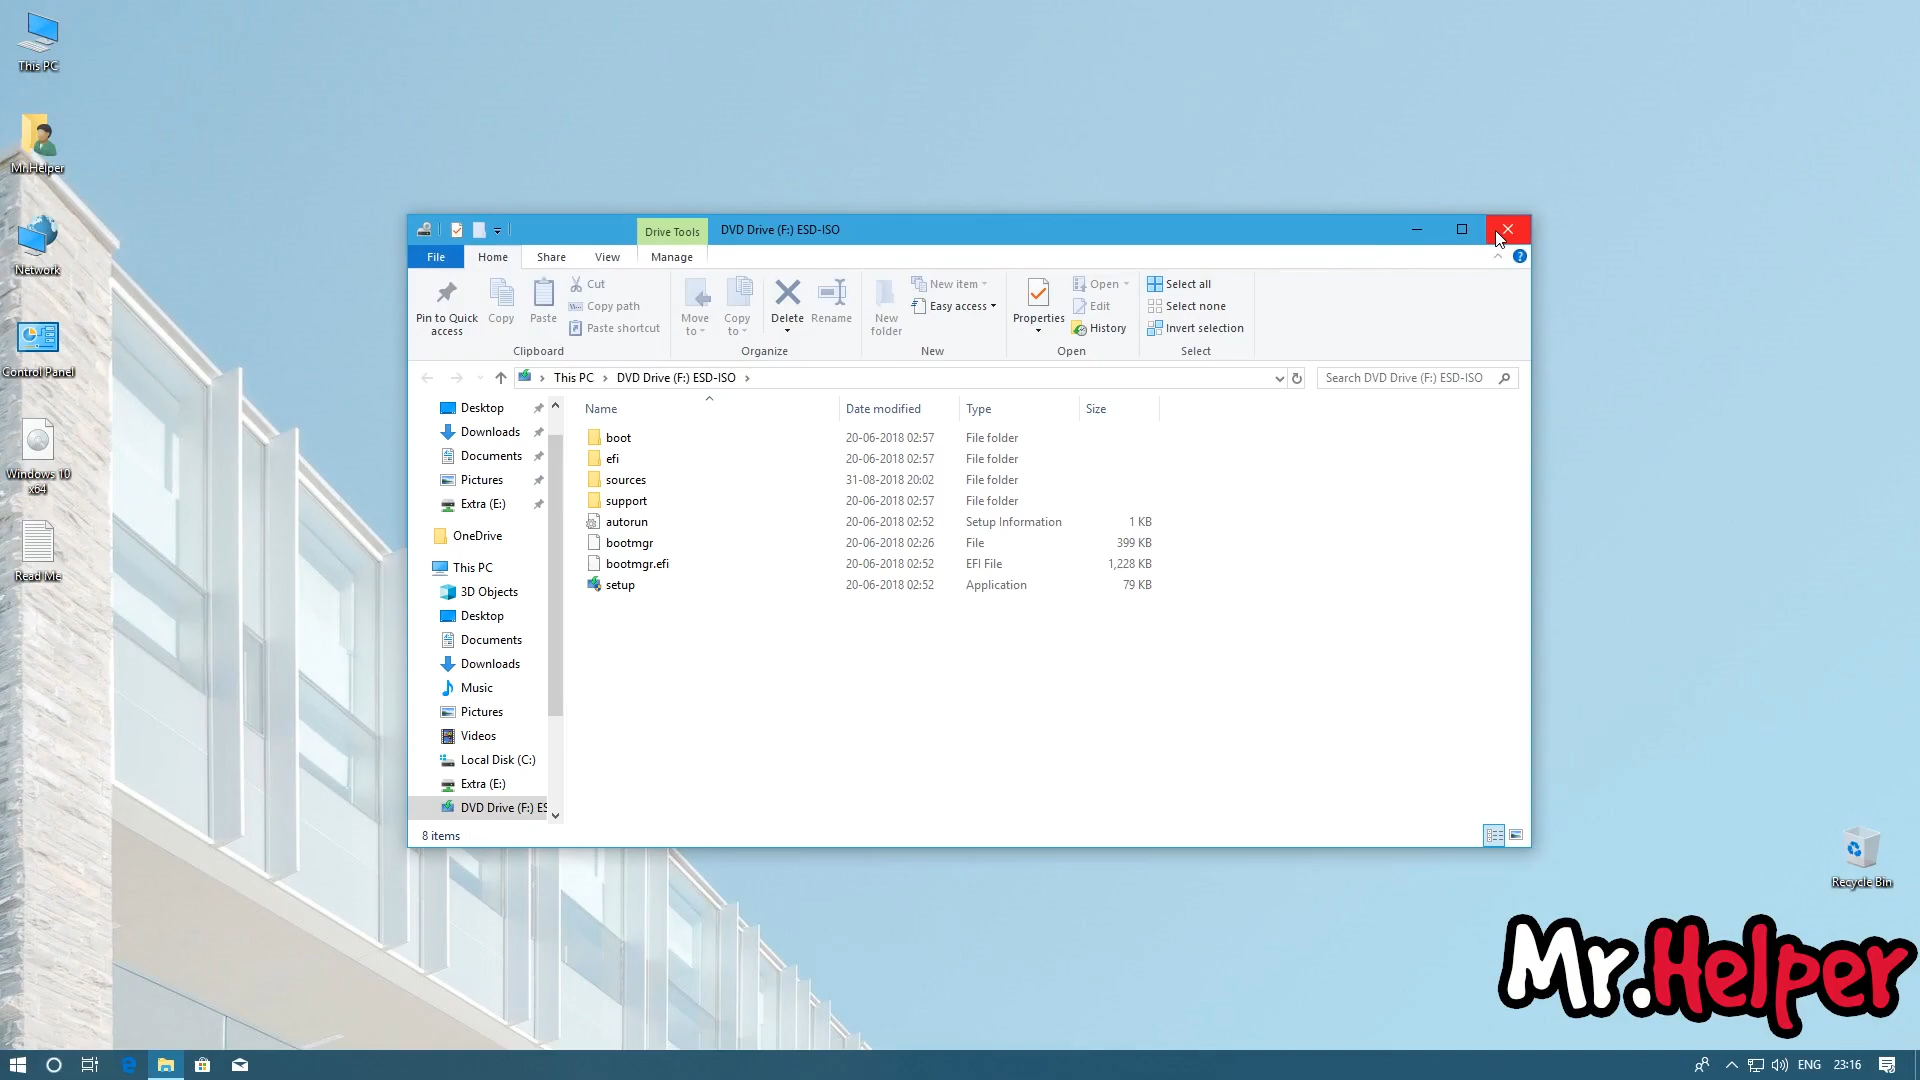 This PC
Mr.Helper
Network
Control Panel
Windows 10
x64
Read Me
Drive Tools
DVD Drive (F:) ESD-ISO
File
Home
Share
View
Manage
Pin to Quick
access
Copy
Paste
Cut
Copy path
Paste shortcut
Clipboard
Move
to
Copy
to
Delete
Rename
Organize
New
folder
New item
Easy access
New
Properties
Open
Edit
History
Open
Select all
Select none
Invert selection
Select
This PC
DVD Drive (F:) ESD-ISO
Search DVD Drive (F:) ESD-ISO
Desktop
Downloads
Documents
Pictures
Extra (E:)
OneDrive
This PC
3D Objects
Desktop
Documents
Downloads
Music
Pictures
Videos
Local Disk (C:)
Extra (E:)
DVD Drive (F:) ES
Name Date modified Type Size
boot 20-06-2018 02:57 File folder
efi 20-06-2018 02:57 File folder
sources 31-08-2018 20:02 File folder
support 20-06-2018 02:57 File folder
autorun 20-06-2018 02:52 Setup Information 1 KB
bootmgr 20-06-2018 02:26 File 399 KB
bootmgr.efi 20-06-2018 02:52 EFI File 1,228 KB
setup 20-06-2018 02:52 Application 79 KB
8 items
Recycle Bin
Mr.Helper
ENG
23:16